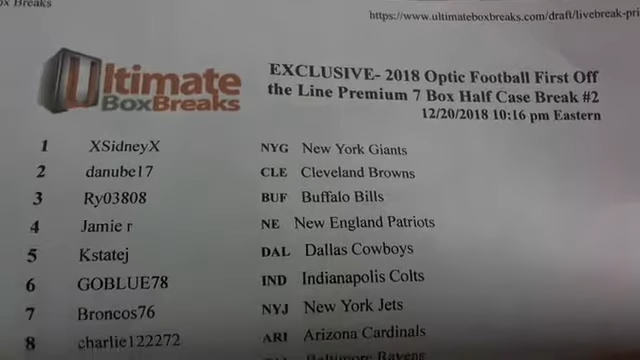 x Breaks
https://www.ultimateboxbreaks.com/draft/livebreak-pri
Ultimate
BoxBreaks
EXCLUSIVE- 2018 Optic Football First Off
the Line Premium 7 Box Half Case Break #2
12/20/2018 10:16 pm Eastern
1 XSidneyX NYG New York Giants
2 danube17 CLE Cleveland Browns
3 Ry03808 BUF Buffalo Bills
4 Jamie r NE New England Patriots
5 Kstatej DAL Dallas Cowboys
6 GOBLUE78 IND Indianapolis Colts
7 Broncos76 NYJ New York Jets
8 charlie122272 ARI Arizona Cardinals
Baltimore Ravens